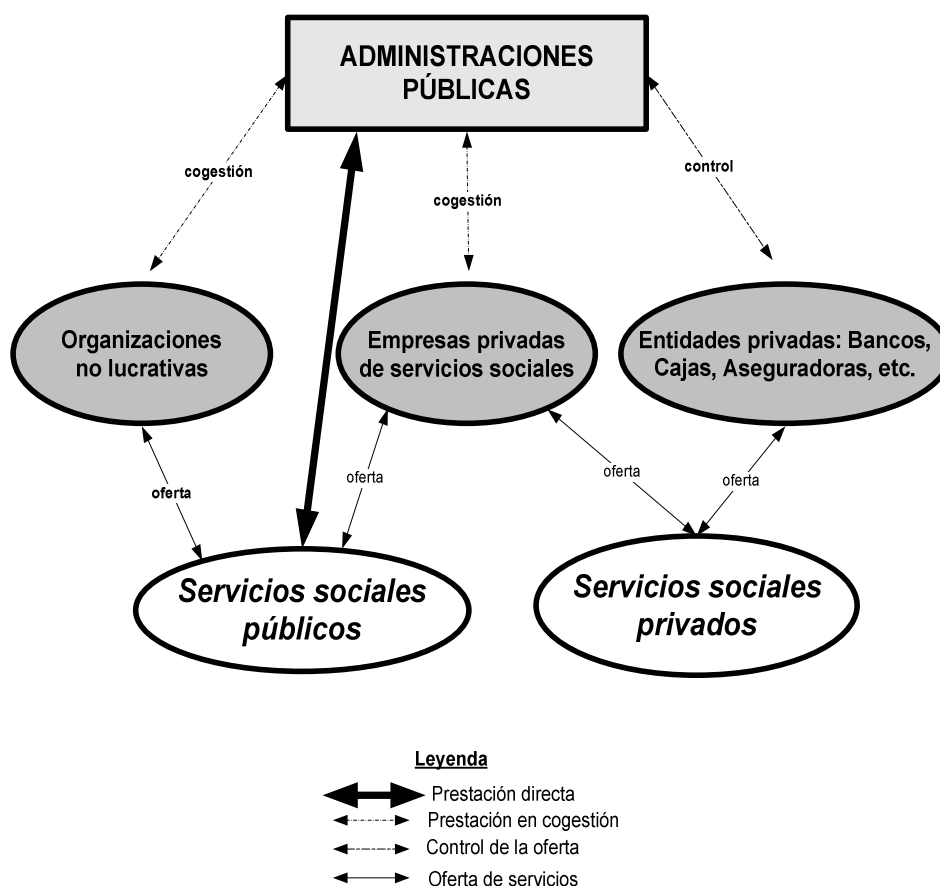 ADMINISTRACIONES
PÚBLICAS
cogestión
cogestión
control
Organizaciones
no lucrativas
Empresas privadas
de servicios sociales
Entidades privadas: Bancos,
Cajas, Aseguradoras, etc.
oferta
oferta
oferta
oferta
Servicios sociales
públicos
Servicios sociales
privados
Leyenda
Prestación directa
Prestación en cogestión
Control de la oferta
Oferta de servicios